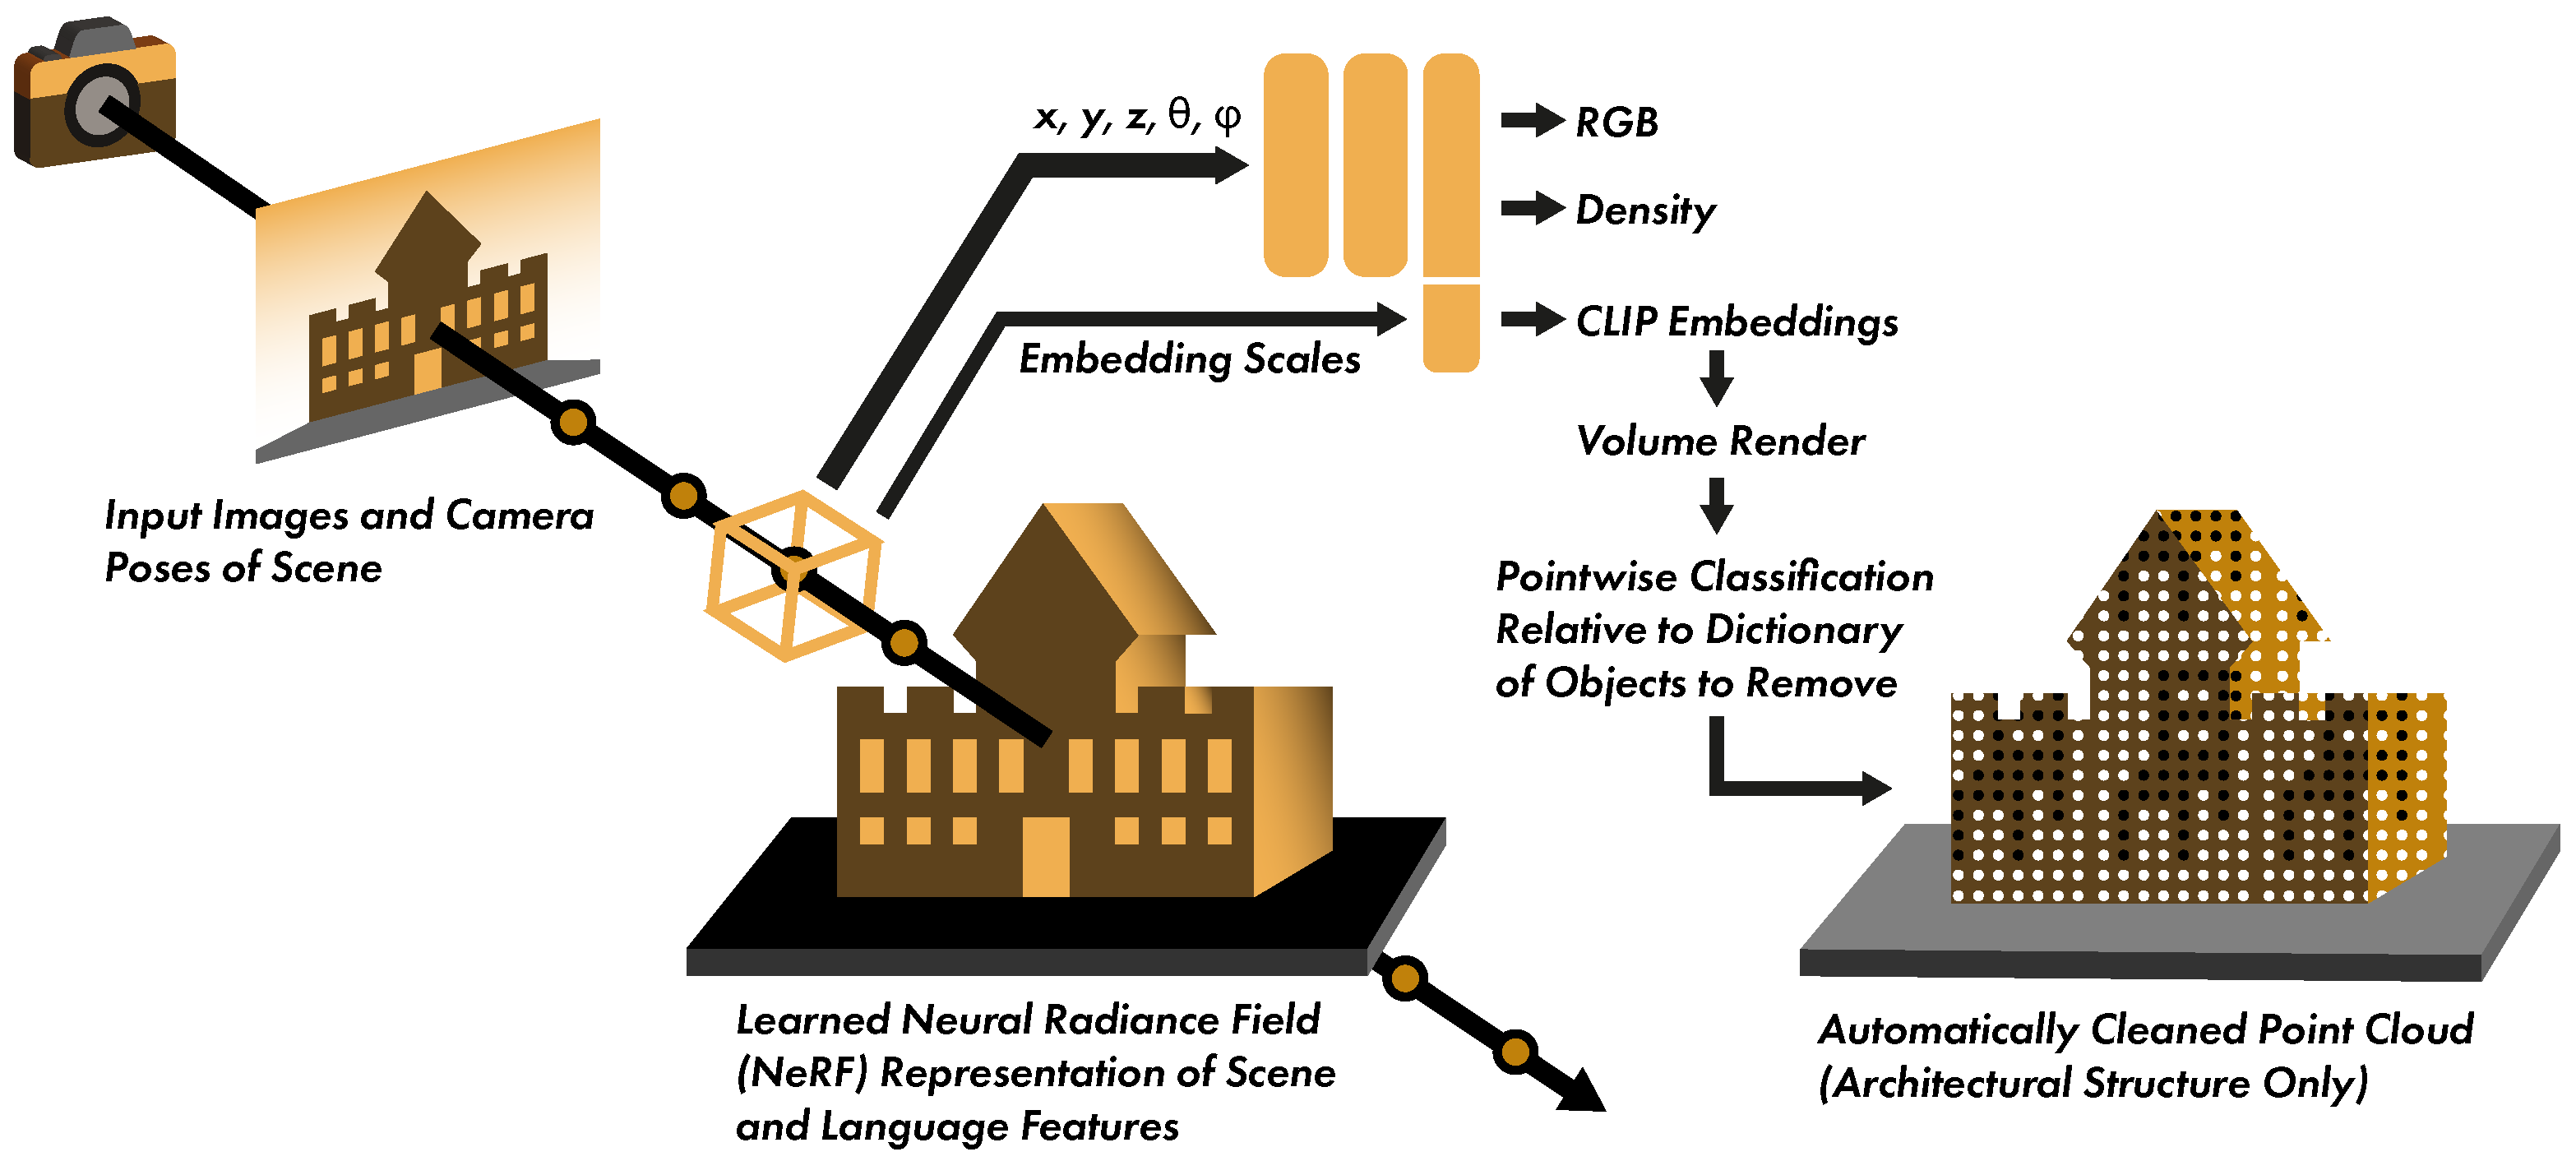 x, y, z, θ, φ
RGB
Density
CLIP Embeddings
Embedding Scales
Volume Render
Input Images and Camera
Poses of Scene
Pointwise Classification
Relative to Dictionary
of Objects to Remove
Learned Neural Radiance Field
(NeRF) Representation of Scene
and Language Features
Automatically Cleaned Point Cloud
(Architectural Structure Only)